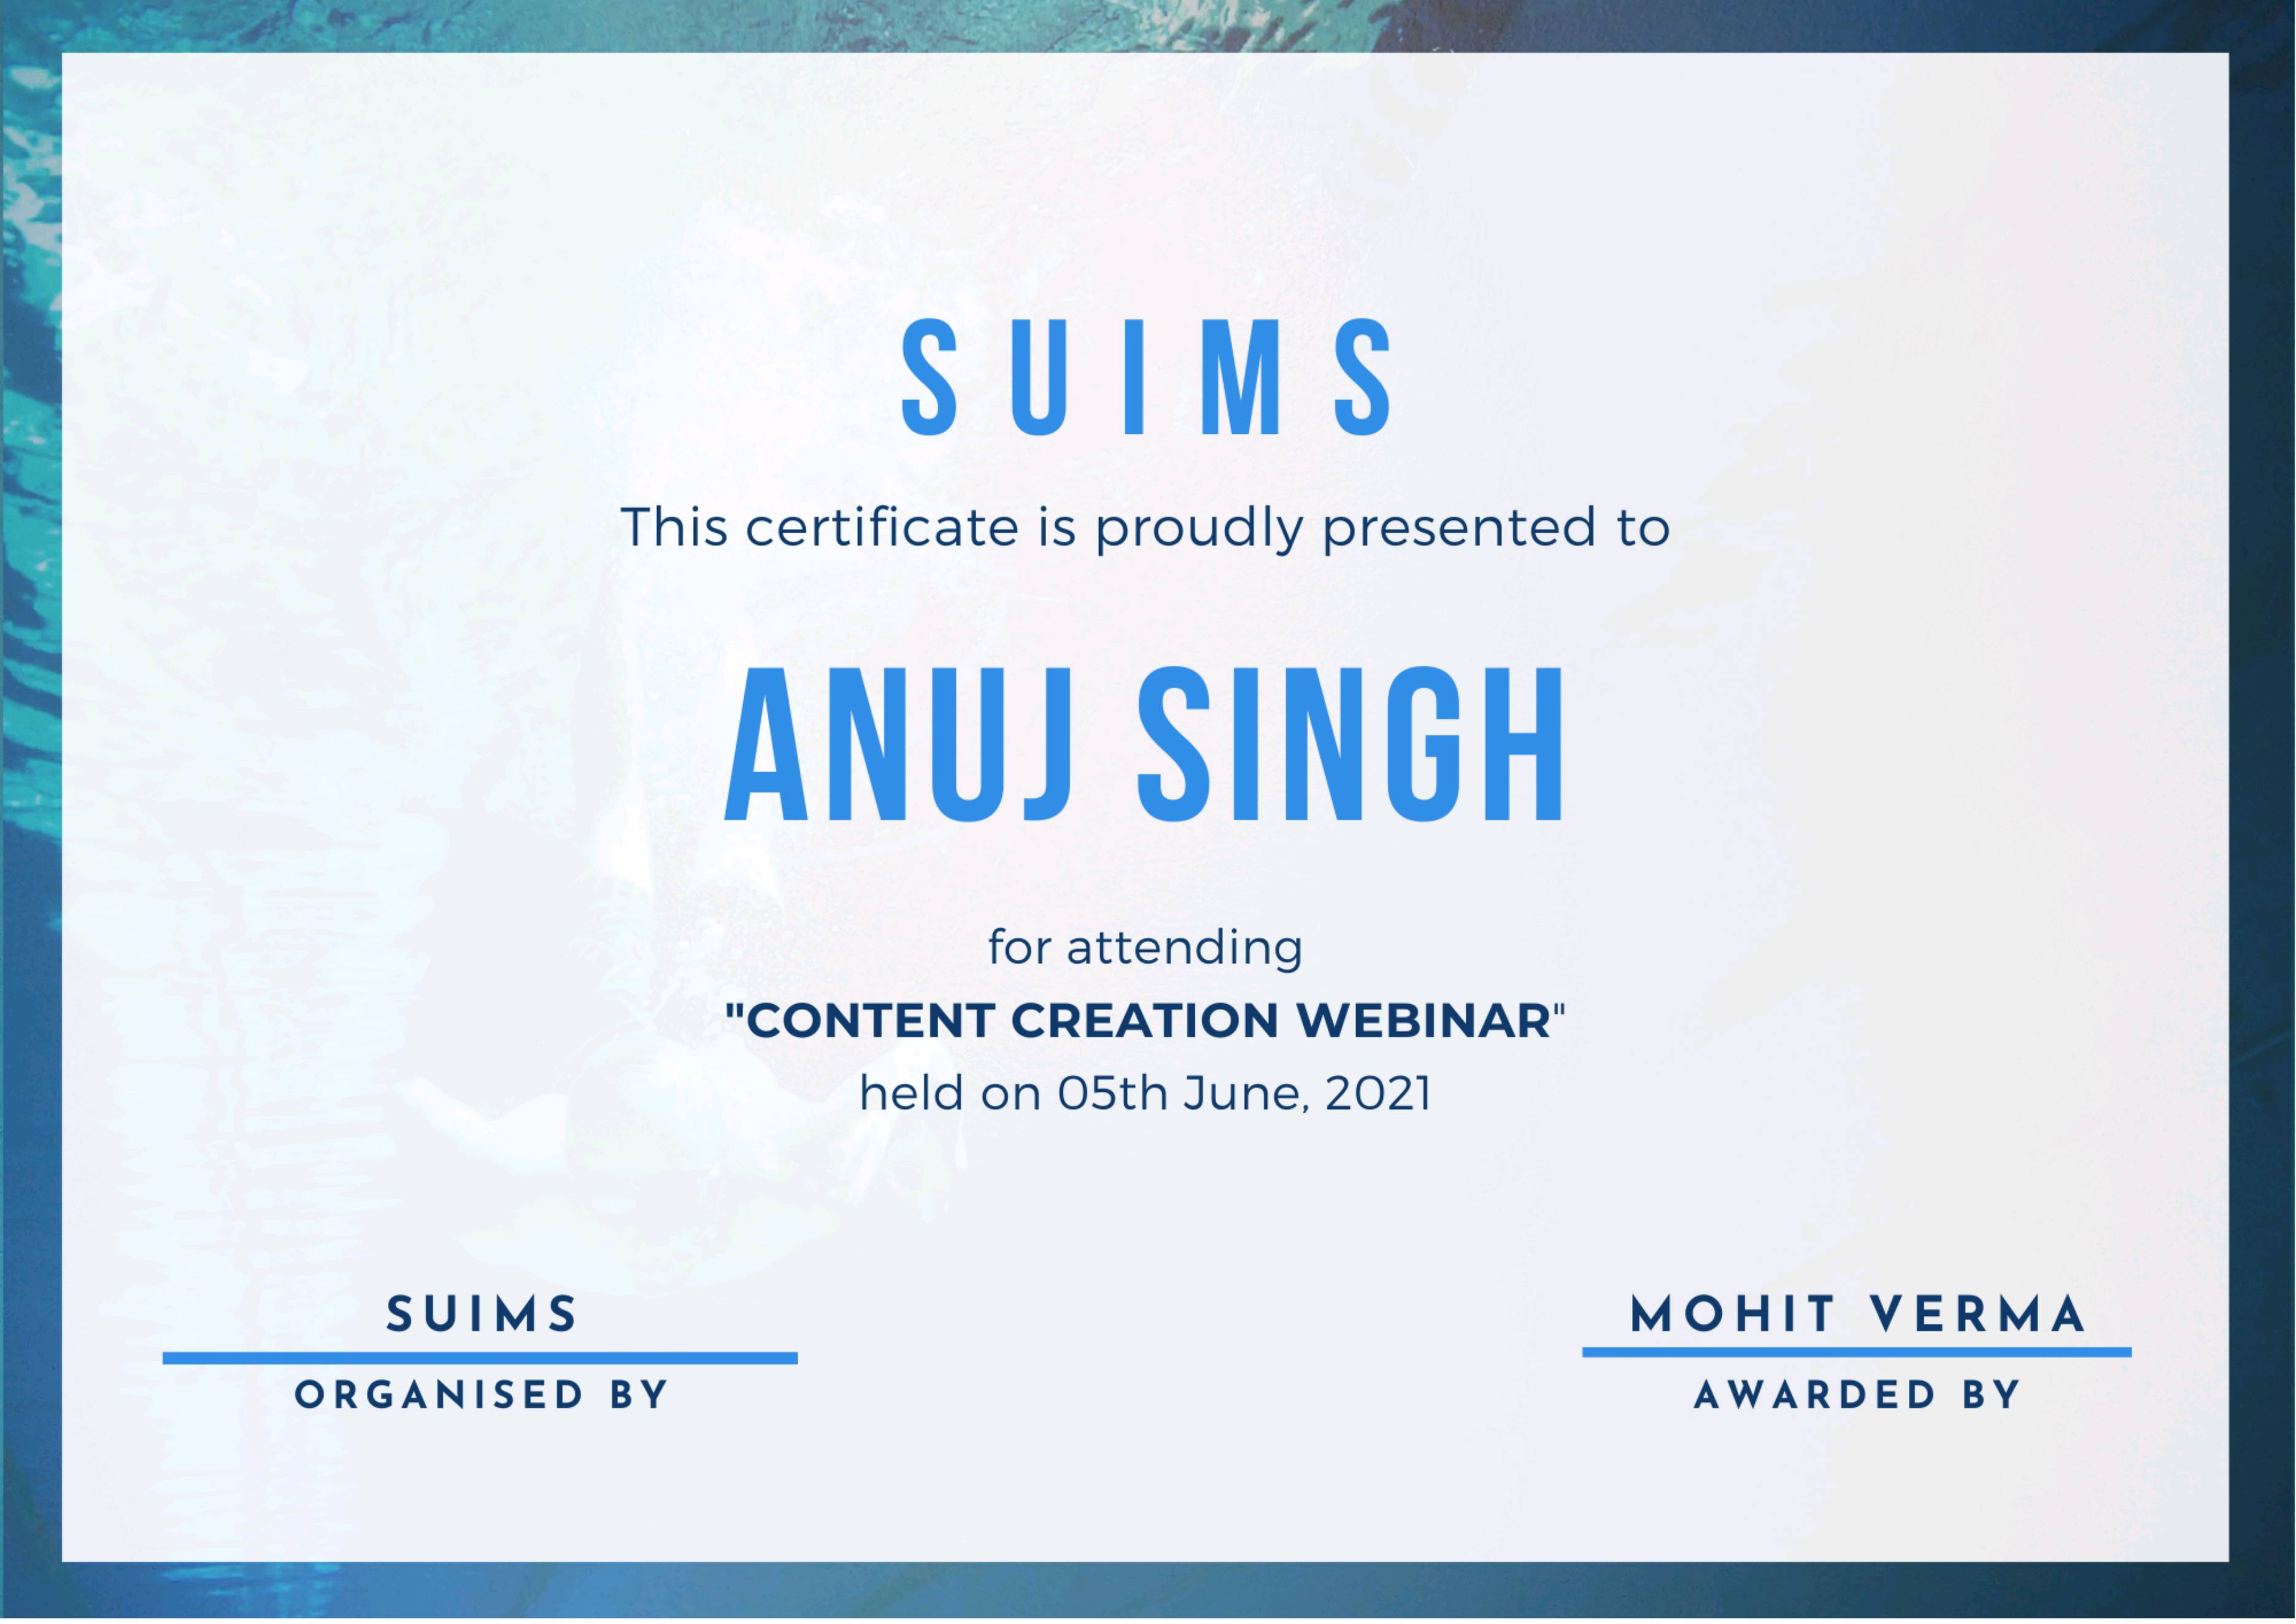 SUIMS
This certificate is proudly presented to
ANUJ SINGH
for attending
"CONTENT CREATION WEBINAR"
held on 05th June, 2021
SUIMS
ORGANISED BY
MOHIT VERMA
AWARDED BY